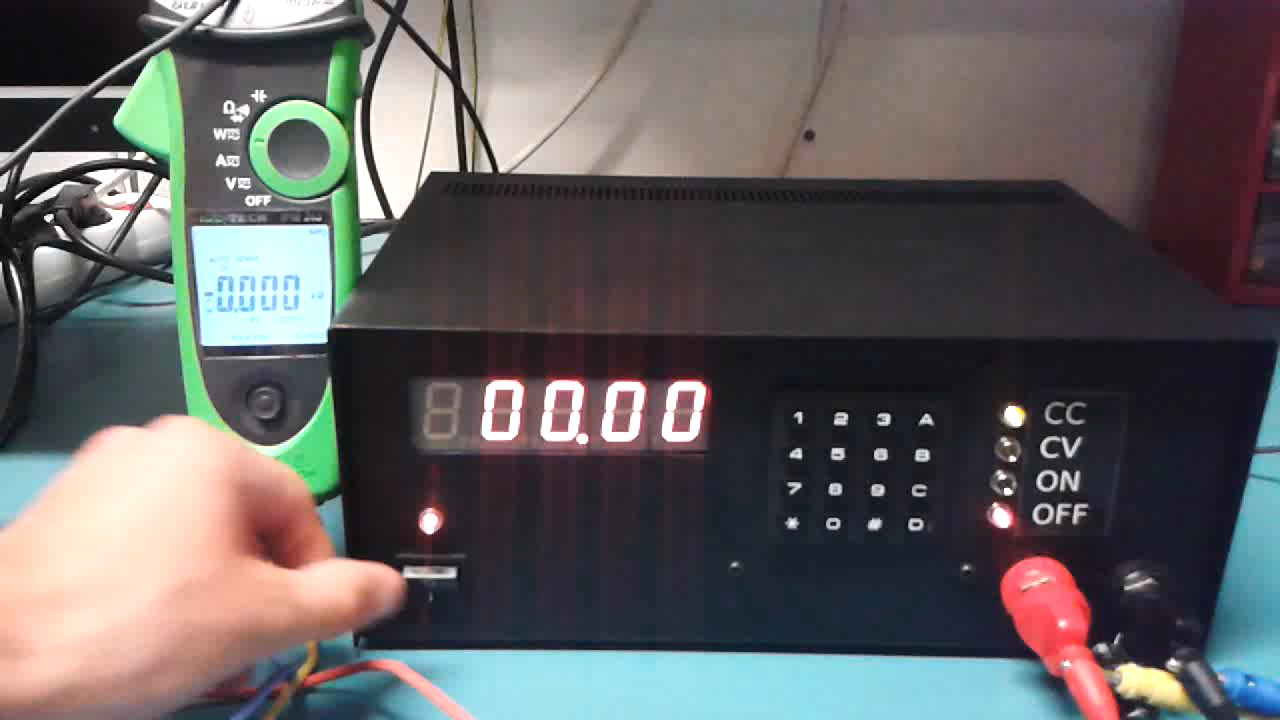 Ω
W
A
V
OFF
0.000
00.00
1 2 3 A
4 5 6 B
7 8 9 C
* 0 # D
CC
CV
ON
OFF